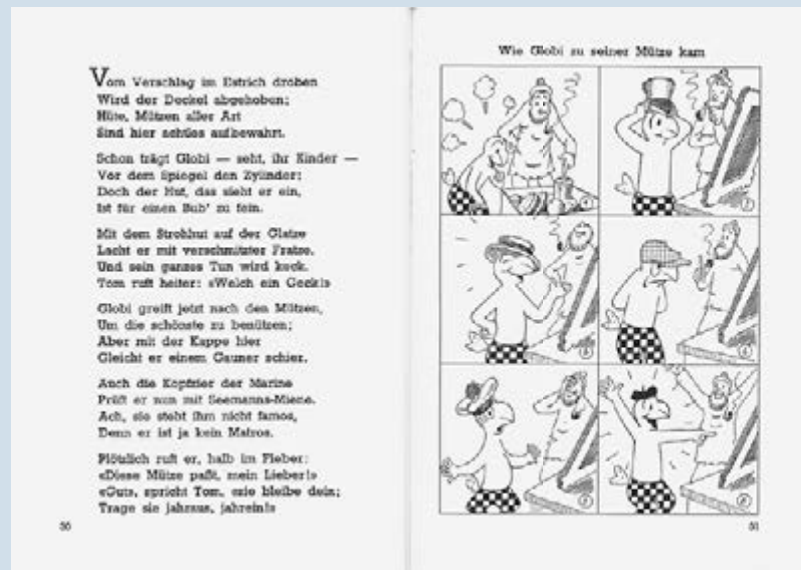 Vom Verschlag im Estrich droben
Wird der Deckel abgehoben;
Hüte, Mützen aller Art
Sind hier schües aufbewahrt.
Schon trägt Globi — seht, ihr Kinder —
Vor dem Spiegel den Zylinder:
Doch der Hut, das sieht er ein,
Ist für einen Bub' zu fein.
Mit dem Strohhut auf der Glatze
Lacht er mit verschmitzter Fratze.
Und sein ganzes Tun wird keck.
Tom ruft heiter: «Welch ein Geck!»
Globi greift jetzt nach den Mützen,
Um die schönste zu benützen;
Aber mit der Kappe hier
Gleicht er einem Gauner schier.
Auch die Kopfzier der Marine
Prüft er nun mit Seemanns-Miene.
Ach, sie steht ihm nicht famos,
Denn er ist ja kein Matros.
Plötzlich ruft er, halb im Fieber:
«Diese Mütze paßt, mein Lieber!»
«Gut», spricht Tom, «sie bleibe dein;
Trage sie jahraus, jahrein!»
Wie Globi zu seiner Mütze kam